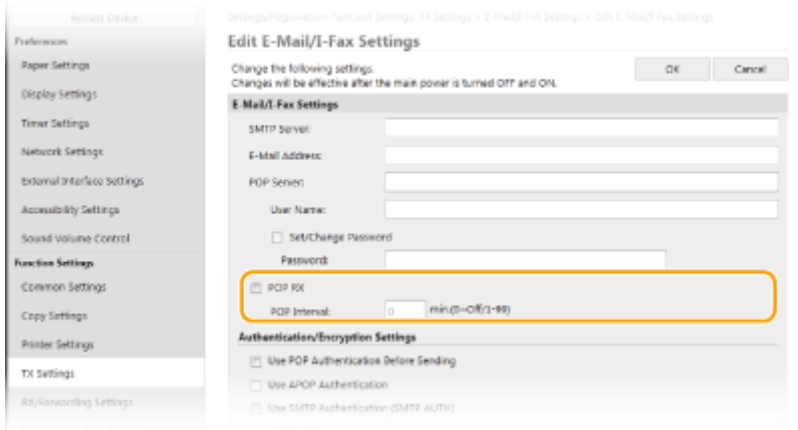 Restart Device
Preferences
Paper Settings
Display Settings
Timer Settings
Network Settings
External Interface Settings
Accessibility Settings
Sound Volume Control
Function Settings
Common Settings
Copy Settings
Printer Settings
TX Settings
RX/Forwarding Settings
Settings/Registration: Function Settings: TX Settings > E-Mail/I-Fax Settings > Edit E-Mail/I-Fax Settings
Edit E-Mail/I-Fax Settings
Change the following settings.
Changes will be effective after the main power is turned OFF and ON.
OK
Cancel
E-Mail/I-Fax Settings
SMTP Server:
E-Mail Address:
POP Server:
User Name:
Set/Change Password
Password:
POP RX
POP Interval: 0 min.(0=Off/1-99)
Authentication/Encryption Settings
Use POP Authentication Before Sending
Use APOP Authentication
Use SMTP Authentication (SMTP AUTH)